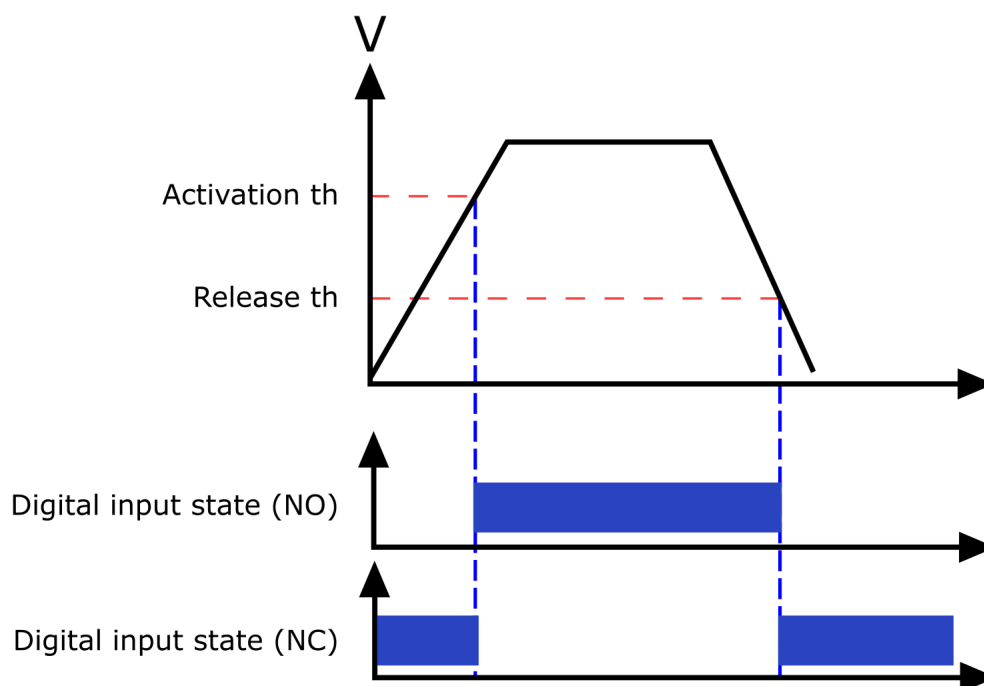 V
Activation th
Release th
Digital input state (NO)
Digital input state (NC)